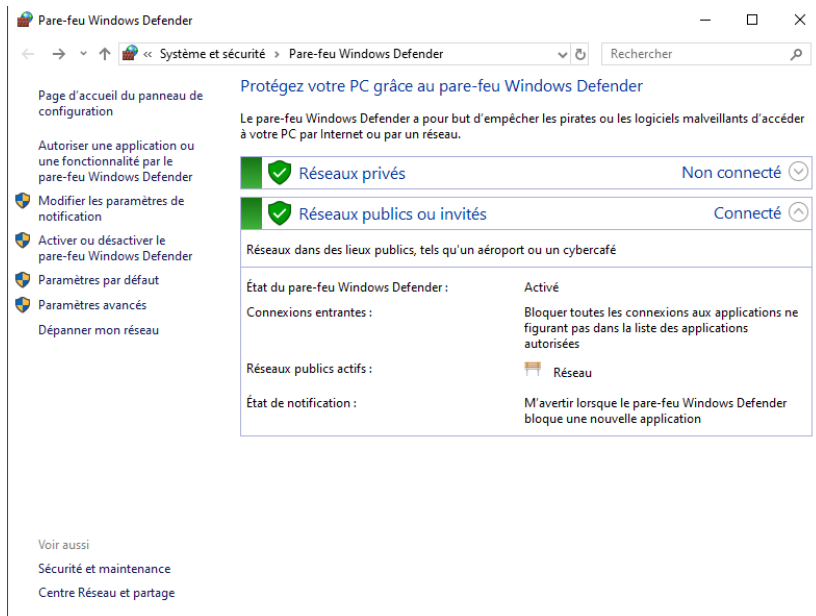 Pare-feu Windows Defender
« Système et sécurité › Pare-feu Windows Defender
Rechercher
Page d'accueil du panneau de
configuration
Autoriser une application ou
une fonctionnalité par le
pare-feu Windows Defender
Modifier les paramètres de
notification
Activer ou désactiver le
pare-feu Windows Defender
Paramètres par défaut
Paramètres avancés
Dépanner mon réseau
Voir aussi
Sécurité et maintenance
Centre Réseau et partage
Protégez votre PC grâce au pare-feu Windows Defender
Le pare-feu Windows Defender a pour but d'empêcher les pirates ou les logiciels malveillants d'accéder
à votre PC par Internet ou par un réseau.
Réseaux privés Non connecté
Réseaux publics ou invités Connecté
Réseaux dans des lieux publics, tels qu'un aéroport ou un cybercafé
État du pare-feu Windows Defender : Activé
Connexions entrantes : Bloquer toutes les connexions aux applications ne
figurant pas dans la liste des applications
autorisées
Réseaux publics actifs : Réseau
État de notification : M'avertir lorsque le pare-feu Windows Defender
bloque une nouvelle application